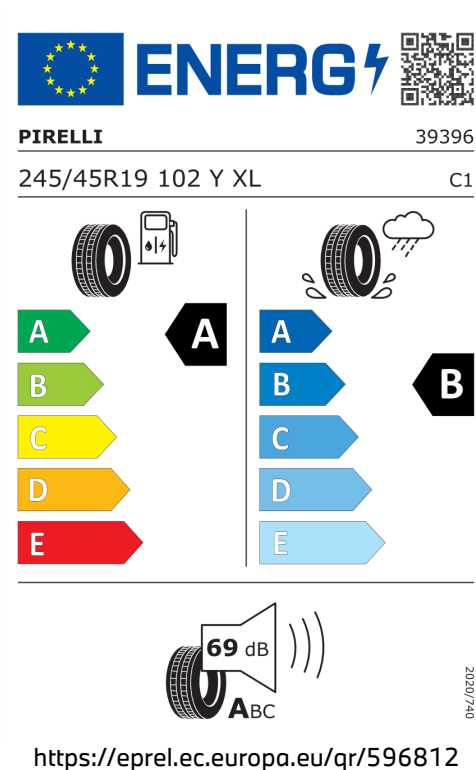 ENERG
PIRELLI 39396
245/45R19 102 Y XL C1
A A A B
B B
C C
D D
E E
69 dB
ABC
2020/740
https://eprel.ec.europa.eu/qr/596812